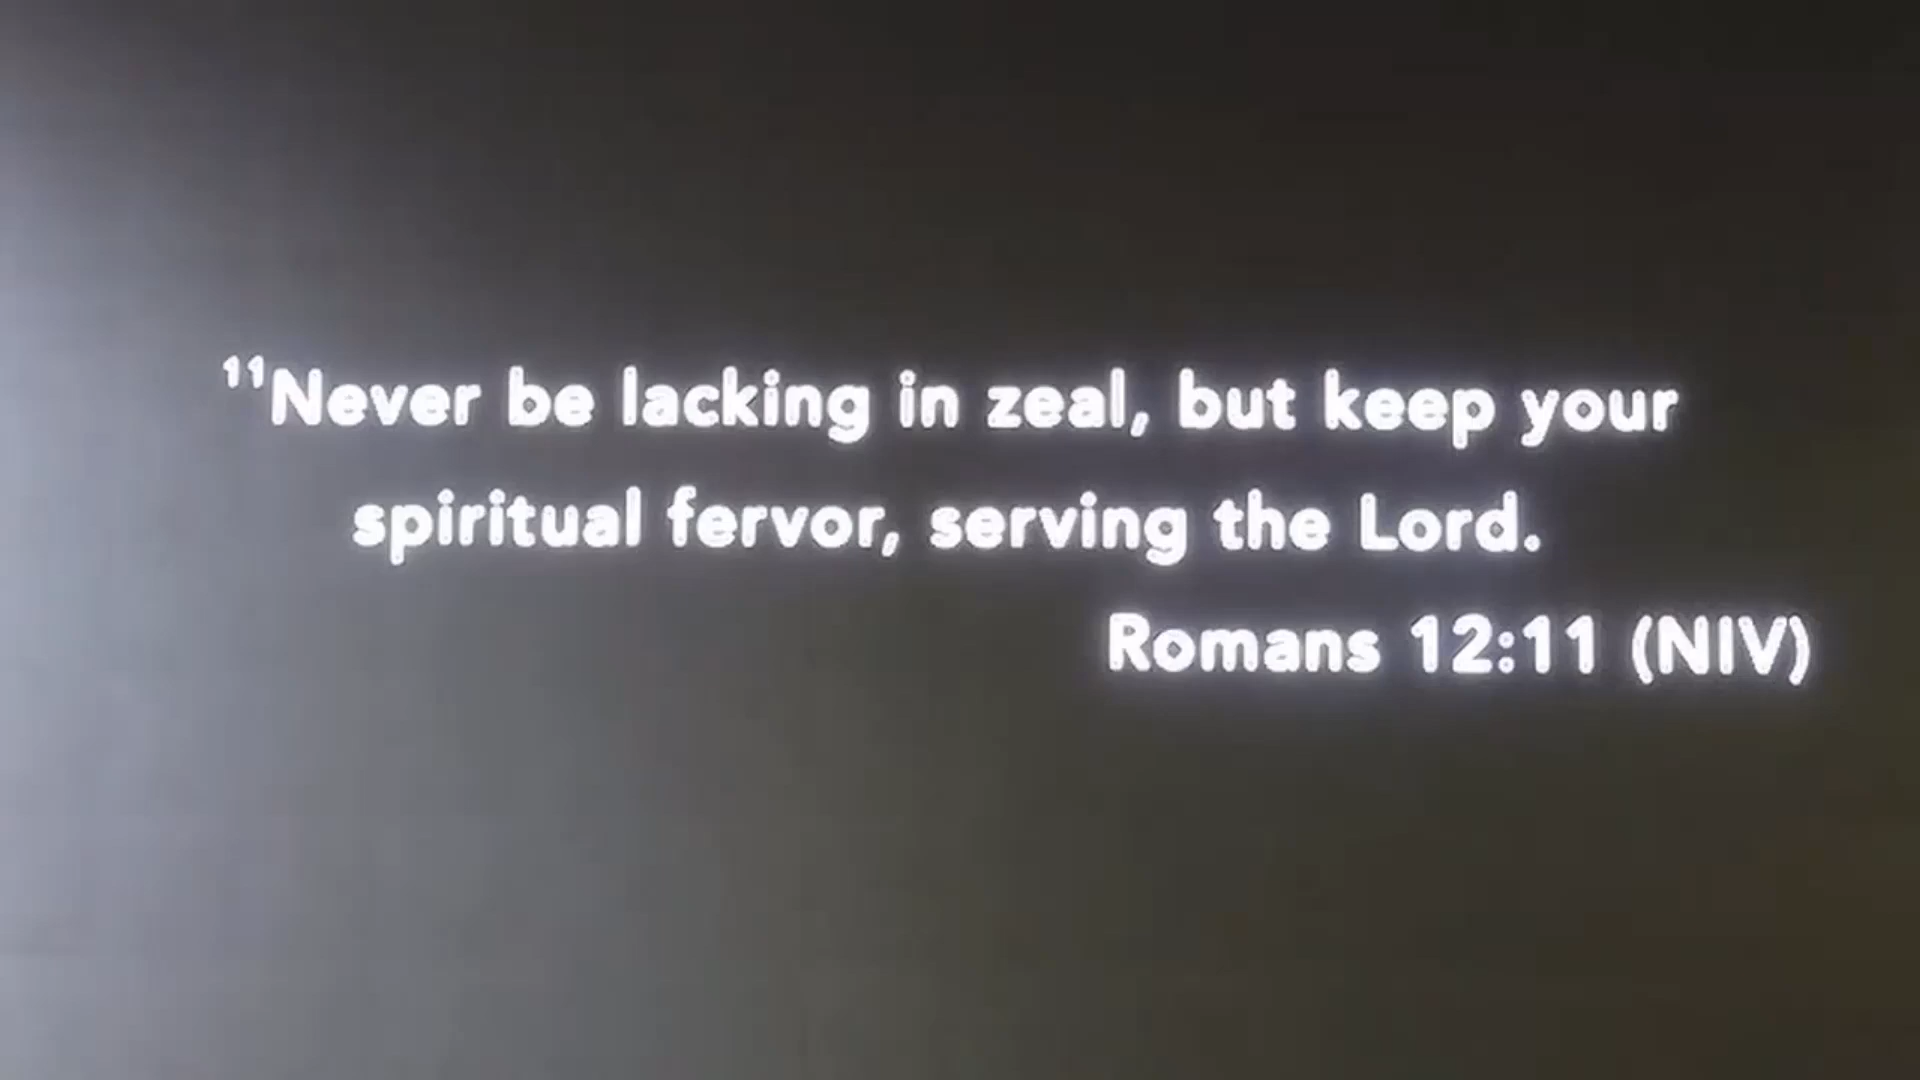 ¹¹Never be lacking in zeal, but keep your
spiritual fervor, serving the Lord.
Romans 12:11 (NIV)